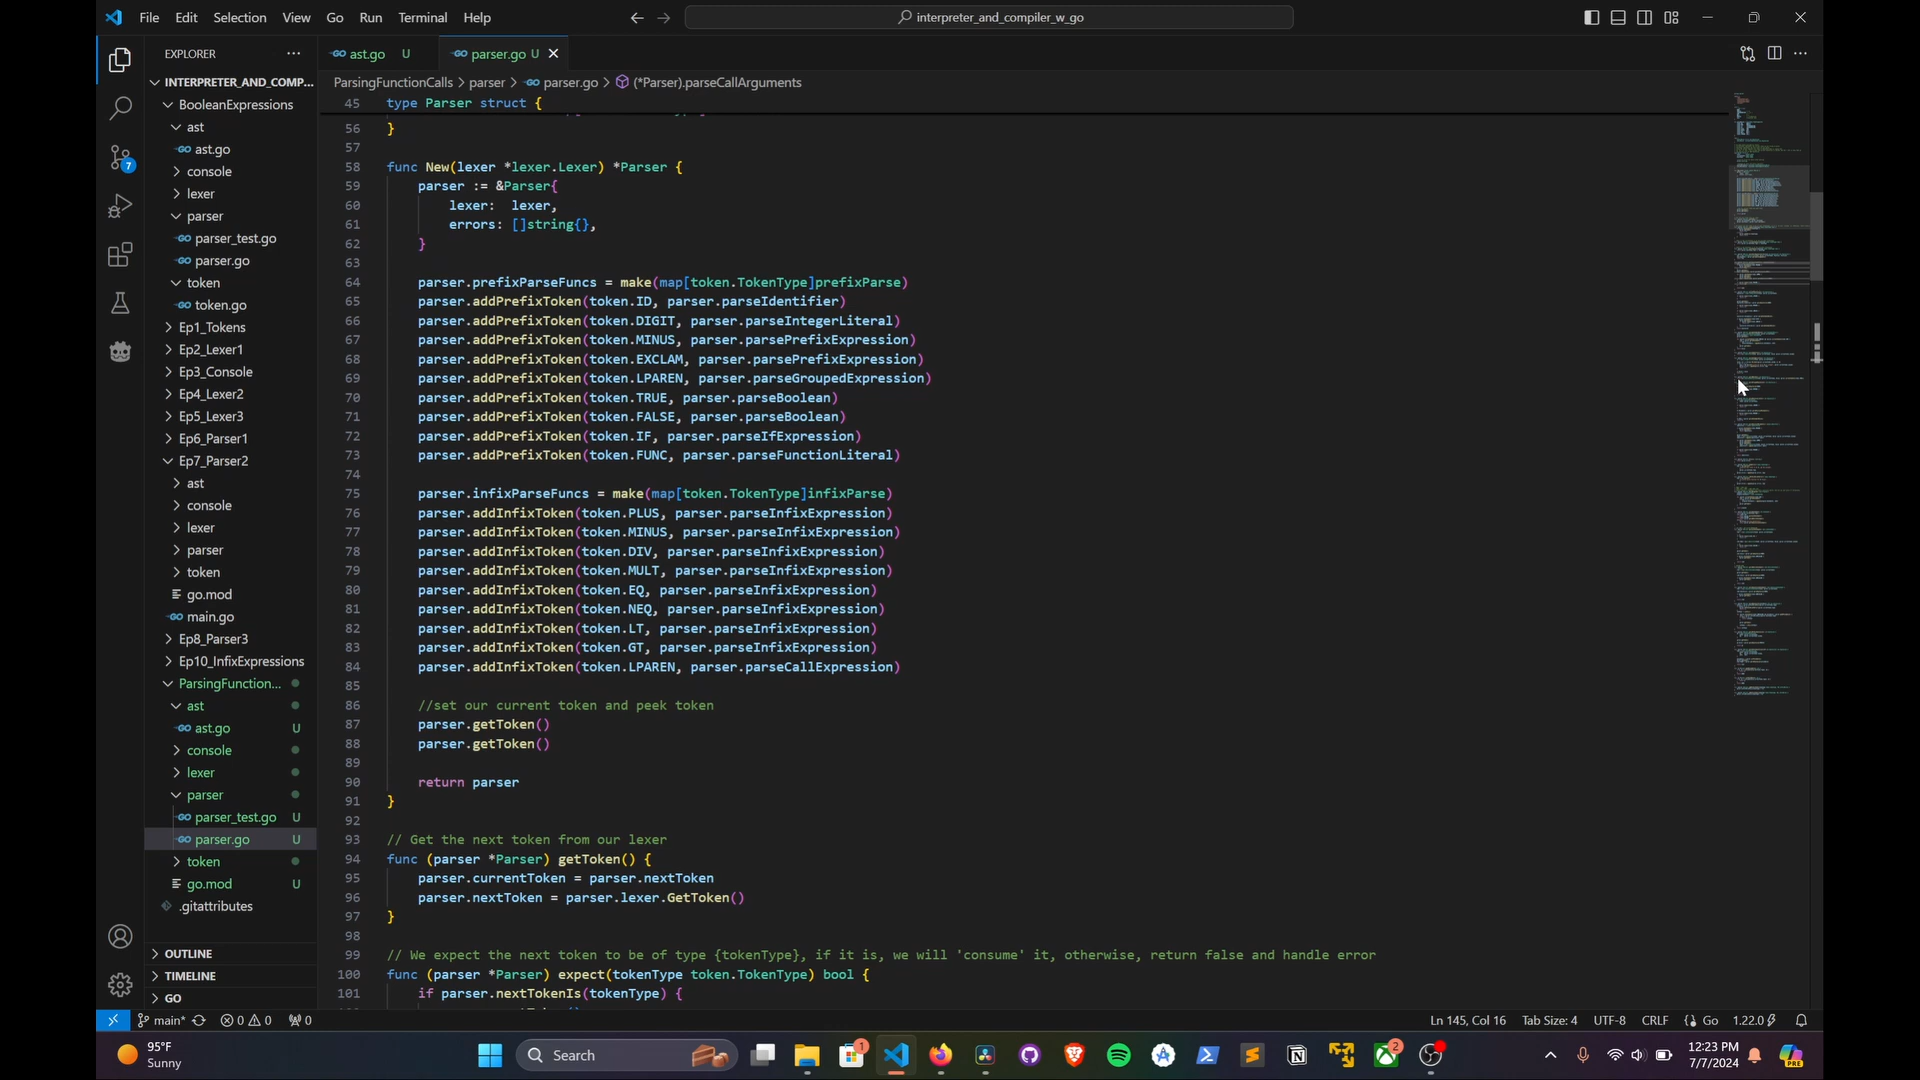 File Edit Selection View Go Run Terminal Help
interpreter_and_compiler_w_go
EXPLORER
ast.go U
parser.go U
INTERPRETER_AND_COMP...
ParsingFunctionCalls > parser > parser.go > (*Parser).parseCallArguments
BooleanExpressions
ast
ast.go
console
lexer
parser
parser_test.go
parser.go
token
token.go
Ep1_Tokens
Ep2_Lexer1
Ep3_Console
Ep4_Lexer2
Ep5_Lexer3
Ep6_Parser1
Ep7_Parser2
ast
console
lexer
parser
token
go.mod
main.go
Ep8_Parser3
Ep10_InfixExpressions
ParsingFunction...
ast
ast.go U
console
lexer
parser
parser_test.go U
parser.go U
token
go.mod U
.gitattributes
OUTLINE
TIMELINE
GO
7
45 type Parser struct {
56 }
57
58 func New(lexer *lexer.Lexer) *Parser {
59 parser := &Parser{
60 lexer: lexer,
61 errors: []string{},
62 }
63
64 parser.prefixParseFuncs = make(map[token.TokenType]prefixParse)
65 parser.addPrefixToken(token.ID, parser.parseIdentifier)
66 parser.addPrefixToken(token.DIGIT, parser.parseIntegerLiteral)
67 parser.addPrefixToken(token.MINUS, parser.parsePrefixExpression)
68 parser.addPrefixToken(token.EXCLAM, parser.parsePrefixExpression)
69 parser.addPrefixToken(token.LPAREN, parser.parseGroupedExpression)
70 parser.addPrefixToken(token.TRUE, parser.parseBoolean)
71 parser.addPrefixToken(token.FALSE, parser.parseBoolean)
72 parser.addPrefixToken(token.IF, parser.parseIfExpression)
73 parser.addPrefixToken(token.FUNC, parser.parseFunctionLiteral)
74
75 parser.infixParseFuncs = make(map[token.TokenType]infixParse)
76 parser.addInfixToken(token.PLUS, parser.parseInfixExpression)
77 parser.addInfixToken(token.MINUS, parser.parseInfixExpression)
78 parser.addInfixToken(token.DIV, parser.parseInfixExpression)
79 parser.addInfixToken(token.MULT, parser.parseInfixExpression)
80 parser.addInfixToken(token.EQ, parser.parseInfixExpression)
81 parser.addInfixToken(token.NEQ, parser.parseInfixExpression)
82 parser.addInfixToken(token.LT, parser.parseInfixExpression)
83 parser.addInfixToken(token.GT, parser.parseInfixExpression)
84 parser.addInfixToken(token.LPAREN, parser.parseCallExpression)
85
86 //set our current token and peek token
87 parser.getToken()
88 parser.getToken()
89
90 return parser
91 }
92
93 // Get the next token from our lexer
94 func (parser *Parser) getToken() {
95 parser.currentToken = parser.nextToken
96 parser.nextToken = parser.lexer.GetToken()
97 }
98
99 // We expect the next token to be of type {tokenType}, if it is, we will 'consume' it, otherwise, return false and handle error
100 func (parser *Parser) expect(tokenType token.TokenType) bool {
101 if parser.nextTokenIs(tokenType) {
main* 0 0 0 Ln 145, Col 16 Tab Size: 4 UTF-8 CRLF Go 1.22.0
95°F
Sunny
Search
1
2
PRE
12:23 PM
7/7/2024